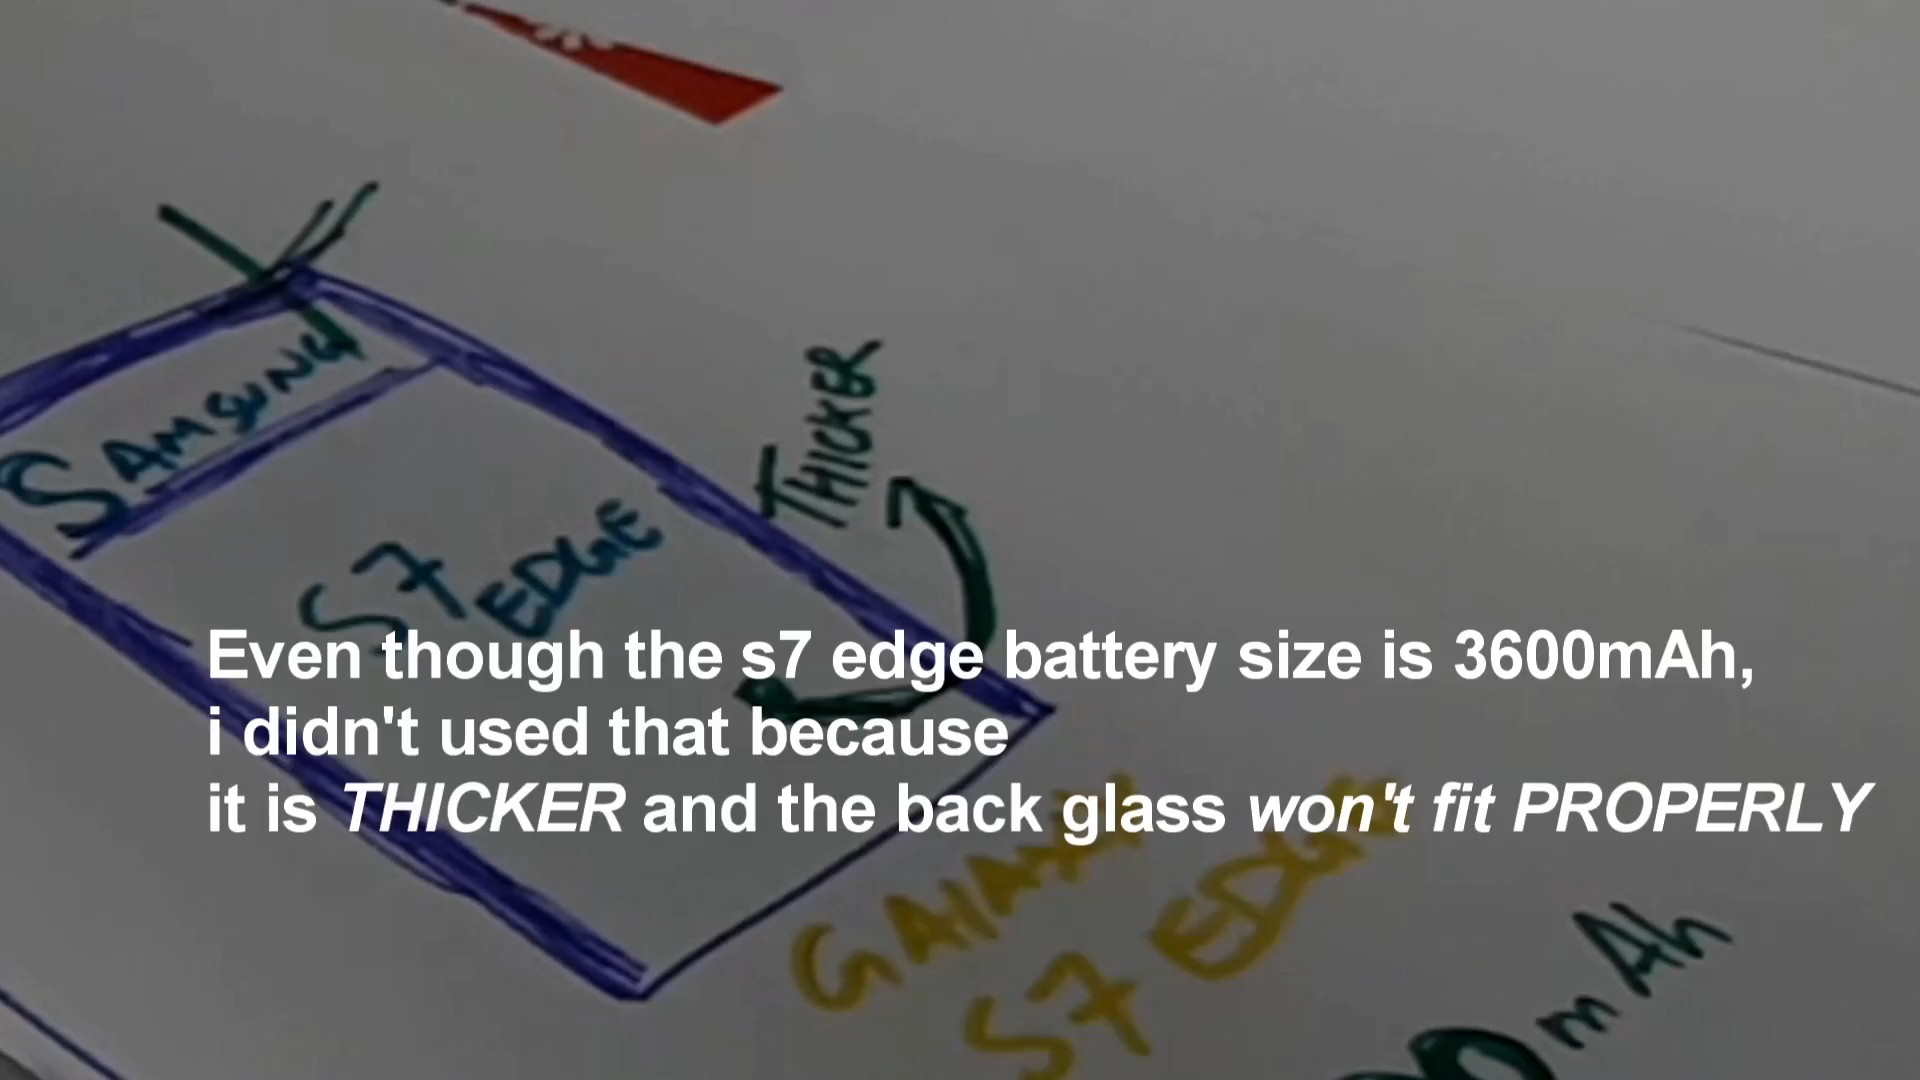 SAMSUNG
THICKER
S7
EDGE
Even though the s7 edge battery size is 3600mAh,
i didn't used that because
it is THICKER and the back glass won't fit PROPERLY
GAlAXY
S7 EDGE
mAh